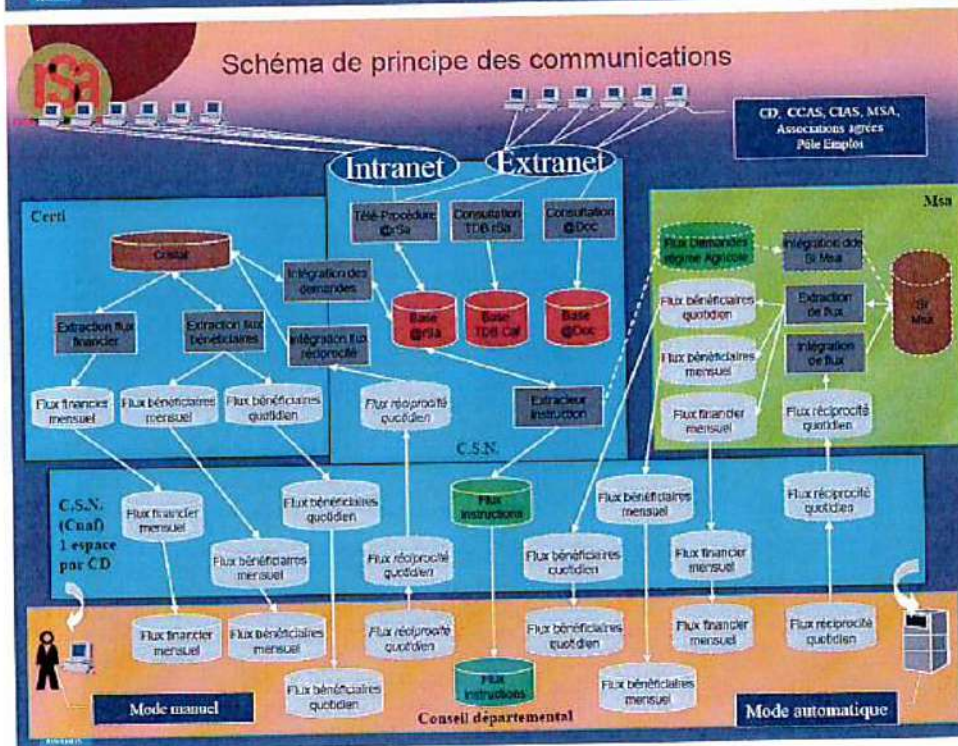 rSa
Schéma de principe des communications
CD, CCAS, CIAS, MSA,
Associations agréées
Pôle Emploi
Intranet
Extranet
Certi
Msa
Télé-Procédure
@rSa
Consultation
TDB rSa
Consultation
@Doc
Flux Demandes
régime Agricole
Intégration dde
SI Msa
Cristal
Intégration des
demandes
Flux bénéficiaires
quotidien
Extraction
de flux
SI
Msa
Extraction flux
financier
Extraction flux
bénéficiaires
Intégration flux
réciprocité
Base
@rSa
Base
TDB Caf
Base
@Doc
Flux bénéficiaires
mensuel
Intégration
de flux
Flux financier
mensuel
Flux bénéficiaires
mensuel
Flux bénéficiaires
quotidien
Flux réciprocité
quotidien
Extracteur
Instruction
Flux financier
mensuel
Flux réciprocité
quotidien
C.S.N.
C.S.N.
(Cnaf)
1 espace
par CD
Flux financier
mensuel
Flux bénéficiaires
quotidien
Flux
Instructions
Flux bénéficiaires
mensuel
Flux réciprocité
quotidien
Flux bénéficiaires
mensuel
Flux réciprocité
quotidien
Flux bénéficiaires
quotidien
Flux financier
mensuel
Flux financier
mensuel
Flux bénéficiaires
mensuel
Flux réciprocité
quotidien
Flux bénéficiaires
quotidien
Flux financier
mensuel
Flux réciprocité
quotidien
Flux bénéficiaires
quotidien
Flux
Instructions
Flux bénéficiaires
mensuel
Mode manuel
Conseil départemental
Mode automatique